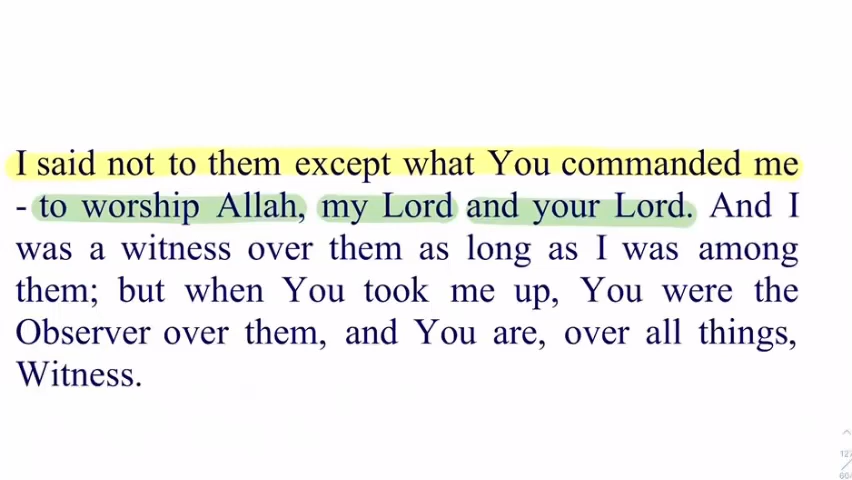 I said not to them except what You commanded me
- to worship Allah, my Lord and your Lord. And I
was a witness over them as long as I was among
them; but when You took me up, You were the
Observer over them, and You are, over all things,
Witness.
127